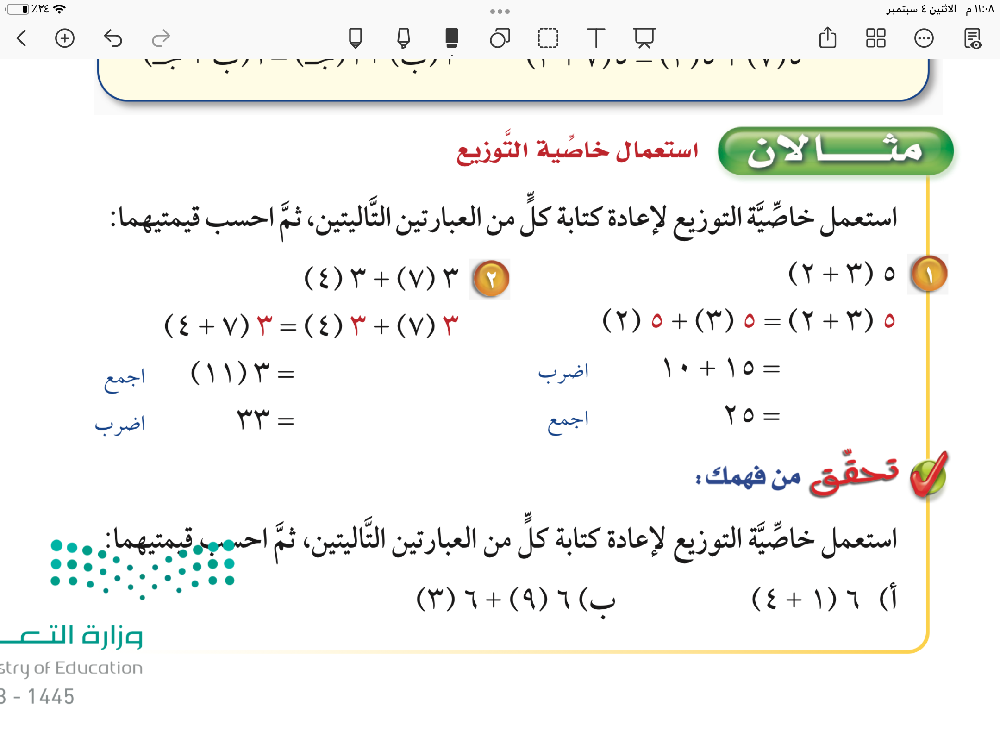 ١١:٠٨ م الاثنين ٤ سبتمبر ٪٢٤
مثــالان استعمال خاصِّية التَّوزيع
استعمل خاصِّيَّة التوزيع لإعادة كتابة كلٍّ من العبارتين التَّاليتين، ثمَّ احسب قيمتيهما:
١ ٥ (٣ + ٢) ٢ ٣ (٧) + ٣ (٤)
٥ (٣ + ٢) = ٥ (٣) + ٥ (٢) ٣ (٧) + ٣ (٤) = ٣ (٧ + ٤)
= ١٥ + ١٠ اضرب = ٣ (١١) اجمع
= ٢٥ اجمع = ٣٣ اضرب
تحقّق من فهمك:
استعمل خاصِّيَّة التوزيع لإعادة كتابة كلٍّ من العبارتين التَّاليتين، ثمَّ احسب قيمتيهما:
أ) ٦ (١ + ٤) ب) ٦ (٩) + ٦ (٣)
وزارة التعـ
stry of Education
3 - 1445